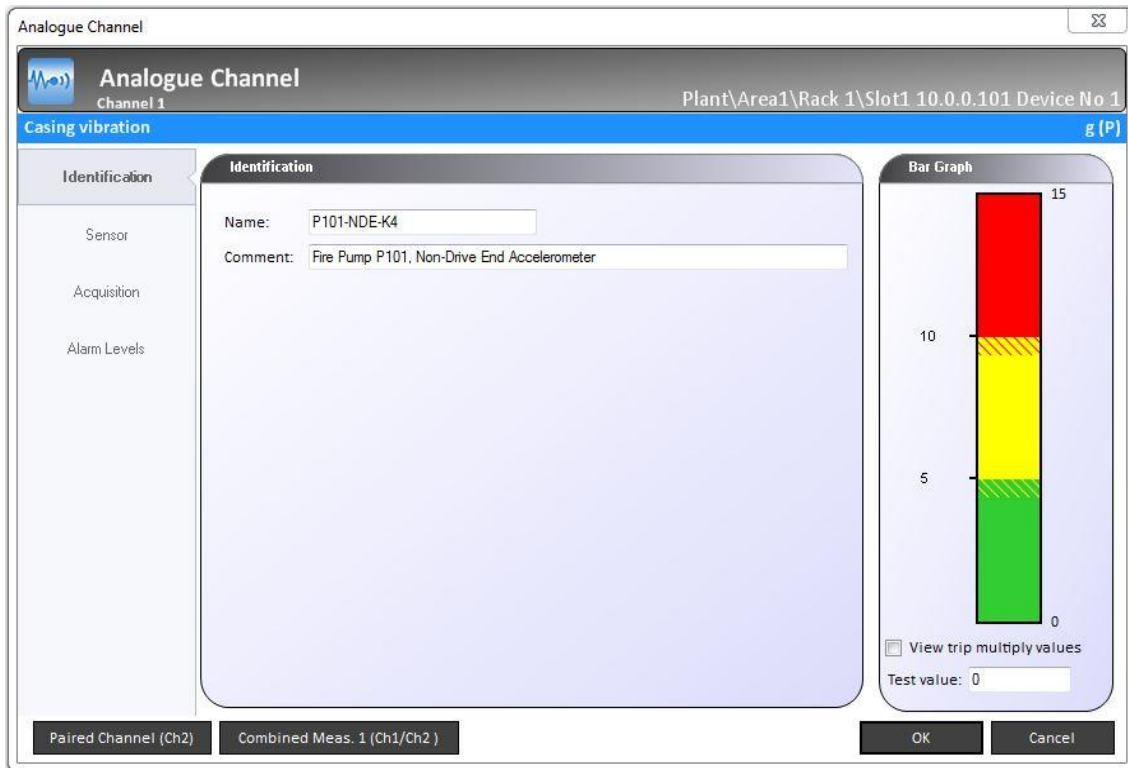 Analogue Channel
Analogue Channel
Channel 1
Plant\Area1\Rack 1\Slot1 10.0.0.101 Device No 1
Casing vibration
g (P)
Identification
Sensor
Acquisition
Alarm Levels
Identification
Name: P101-NDE-K4
Comment: Fire Pump P101, Non-Drive End Accelerometer
Bar Graph
15
10
5
0
View trip multiply values
Test value: 0
Paired Channel (Ch2)
Combined Meas. 1 (Ch1/Ch2 )
OK
Cancel